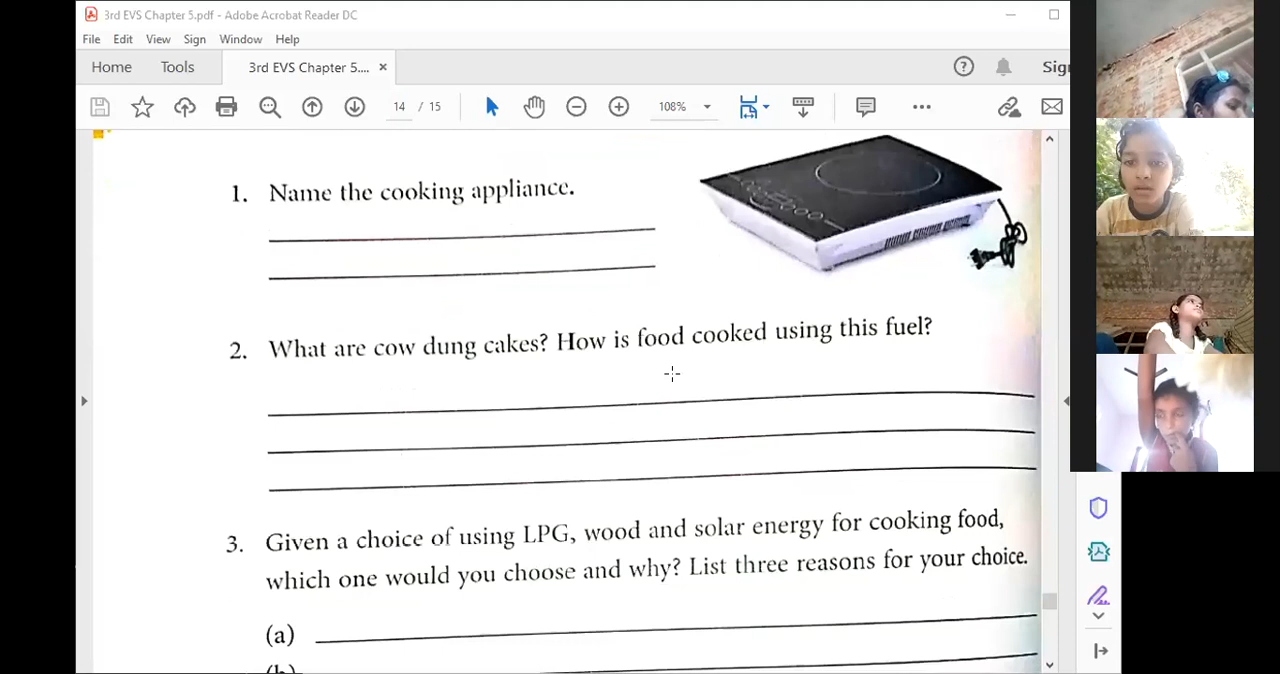 3rd EVS Chapter 5.pdf - Adobe Acrobat Reader DC
File Edit View Sign Window Help
Home Tools 3rd EVS Chapter 5.... Sign
14 / 15 108%
1. Name the cooking appliance.
2. What are cow dung cakes? How is food cooked using this fuel?
3. Given a choice of using LPG, wood and solar energy for cooking food,
which one would you choose and why? List three reasons for your choice.
(a)